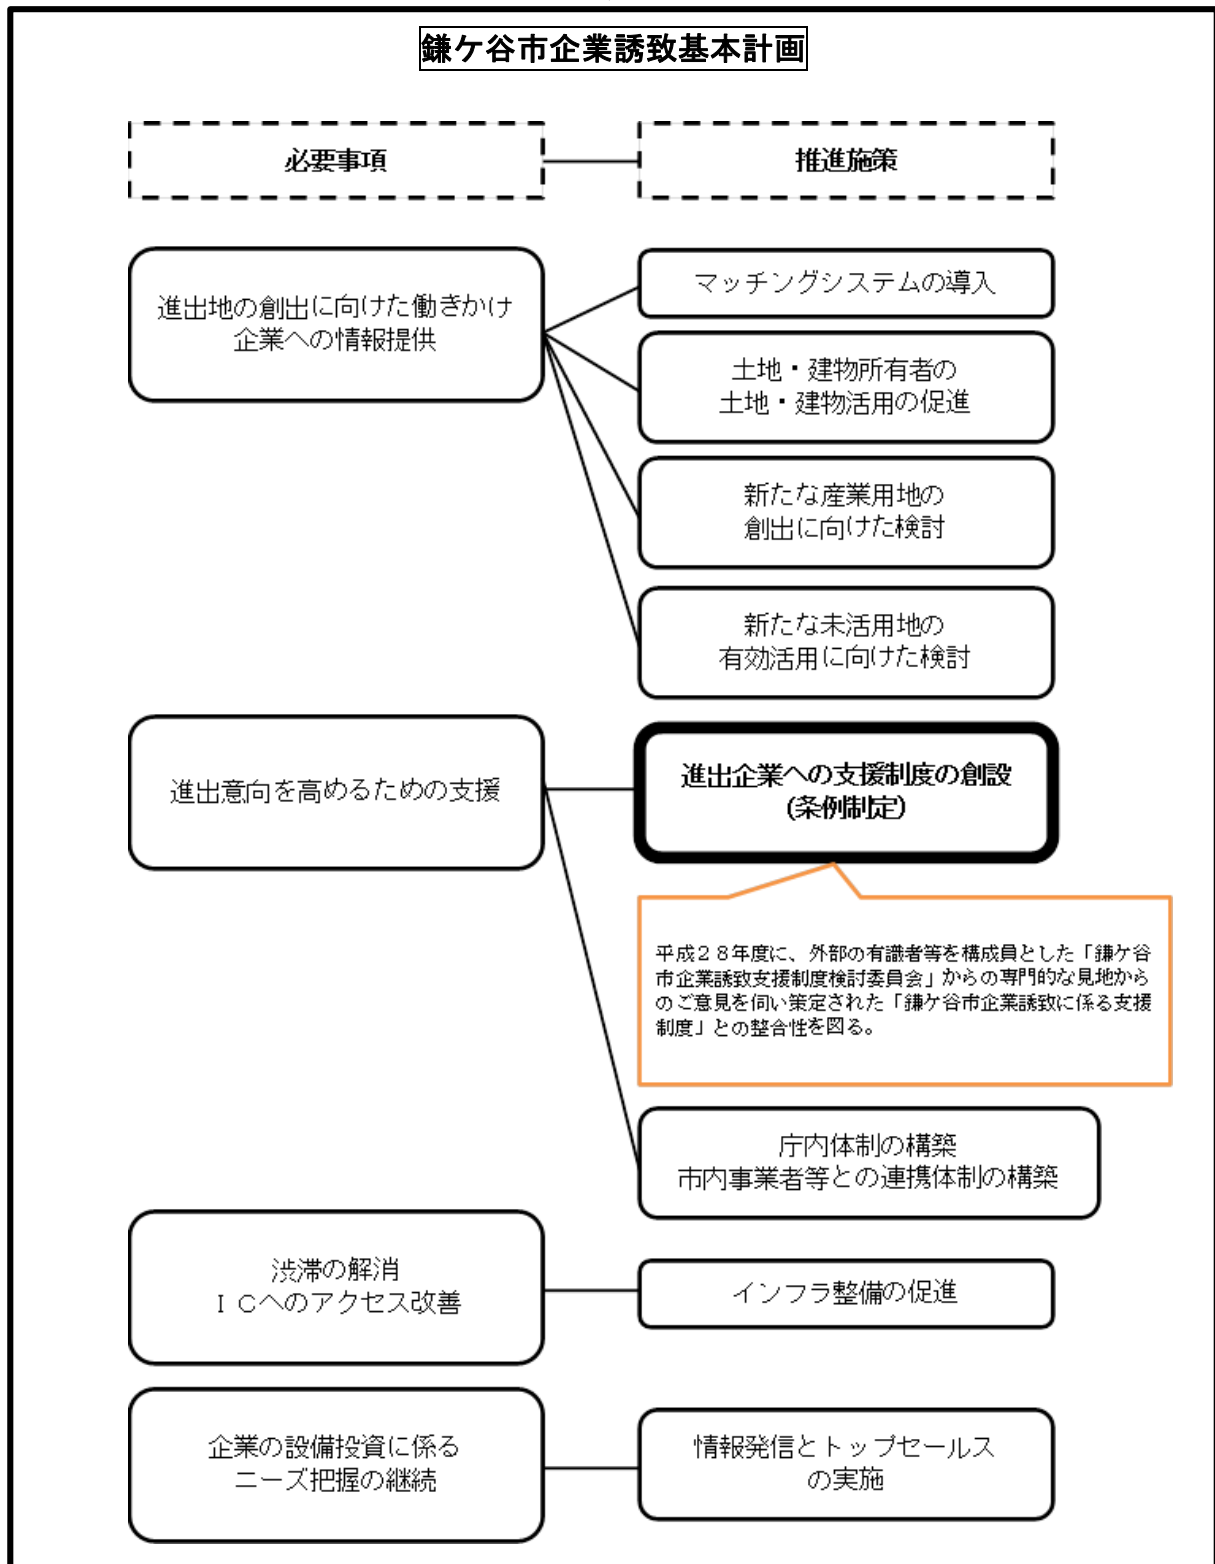 鎌ケ谷市企業誘致基本計画
必要事項
推進施策
進出地の創出に向けた働きかけ
企業への情報提供
マッチングシステムの導入
土地・建物所有者の
土地・建物活用の促進
新たな産業用地の
創出に向けた検討
新たな未活用地の
有効活用に向けた検討
進出意向を高めるための支援
進出企業への支援制度の創設
(条例制定)
平成２８年度に、外部の有識者等を構成員とした「鎌ケ谷
市企業誘致支援制度検討委員会」からの専門的な見地から
のご意見を伺い策定された「鎌ケ谷市企業誘致に係る支援
制度」との整合性を図る。
庁内体制の構築
市内事業者等との連携体制の構築
渋滞の解消
ＩＣへのアクセス改善
インフラ整備の促進
企業の設備投資に係る
ニーズ把握の継続
情報発信とトップセールス
の実施